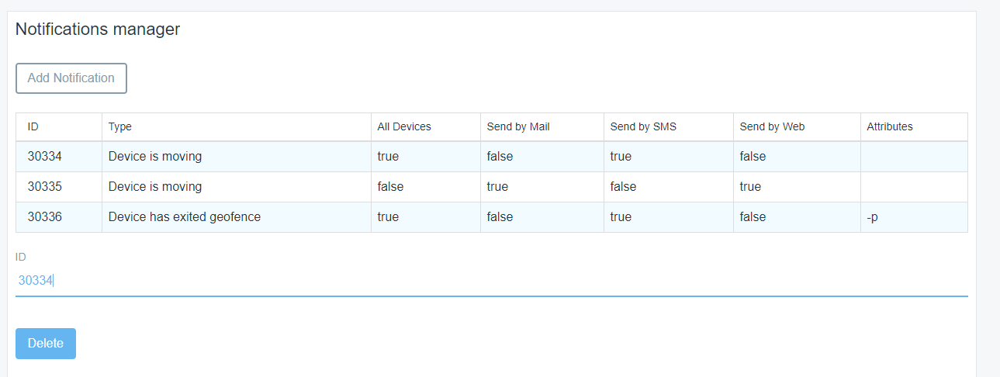 Notifications manager
Add Notification
ID Type All Devices Send by Mail Send by SMS Send by Web Attributes
30334 Device is moving true false true false
30335 Device is moving false true false true
30336 Device has exited geofence true false true false -p
ID
30334
Delete